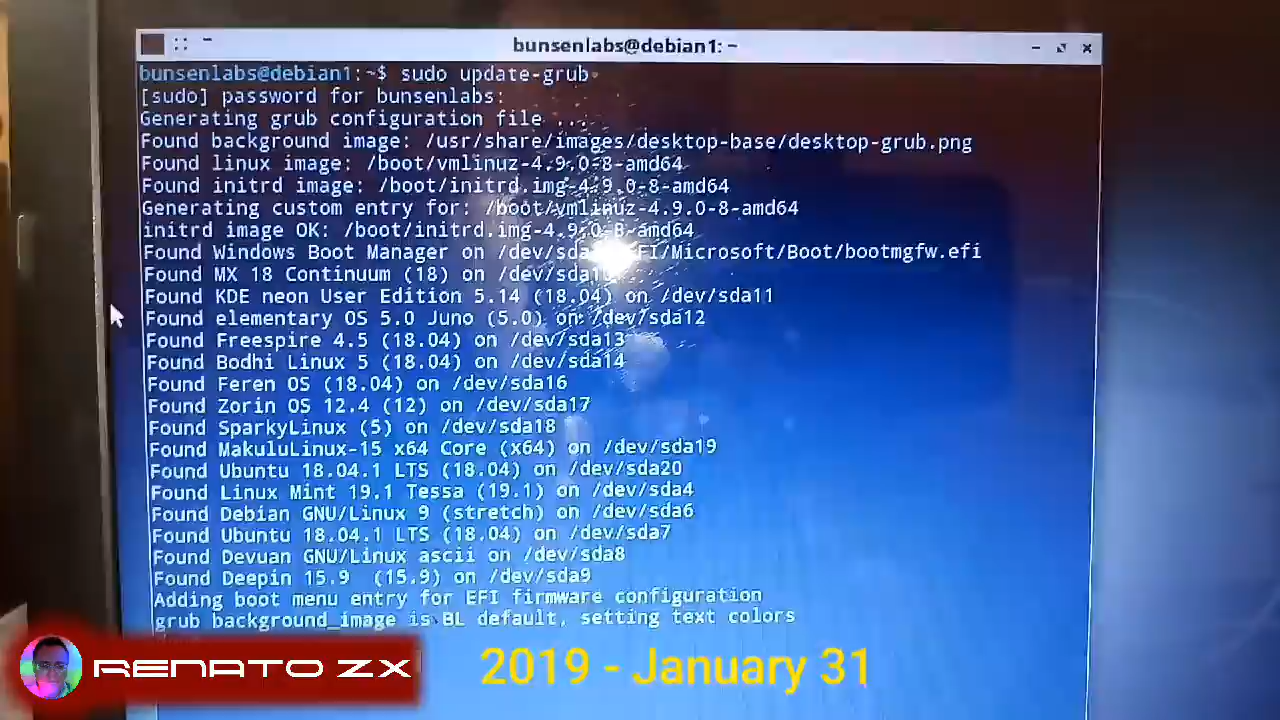 bunsenlabs@debian1: ~
bunsenlabs@debian1:~$ sudo update-grub
[sudo] password for bunsenlabs:
Generating grub configuration file ...
Found background image: /usr/share/images/desktop-base/desktop-grub.png
Found linux image: /boot/vmlinuz-4.9.0-8-amd64
Found initrd image: /boot/initrd.img-4.9.0-8-amd64
Generating custom entry for: /boot/vmlinuz-4.9.0-8-amd64
initrd image OK: /boot/initrd.img-4.9.0-8-amd64
Found Windows Boot Manager on /dev/sda FI/Microsoft/Boot/bootmgfw.efi
Found MX 18 Continuum (18) on /dev/sda10
Found KDE neon User Edition 5.14 (18.04) on /dev/sda11
Found elementary OS 5.0 Juno (5.0) on /dev/sda12
Found Freespire 4.5 (18.04) on /dev/sda13
Found Bodhi Linux 5 (18.04) on /dev/sda14
Found Feren OS (18.04) on /dev/sda16
Found Zorin OS 12.4 (12) on /dev/sda17
Found SparkyLinux (5) on /dev/sda18
Found MakuluLinux-15 x64 Core (x64) on /dev/sda19
Found Ubuntu 18.04.1 LTS (18.04) on /dev/sda20
Found Linux Mint 19.1 Tessa (19.1) on /dev/sda4
Found Debian GNU/Linux 9 (stretch) on /dev/sda6
Found Ubuntu 18.04.1 LTS (18.04) on /dev/sda7
Found Devuan GNU/Linux ascii on /dev/sda8
Found Deepin 15.9  (15.9) on /dev/sda9
Adding boot menu entry for EFI firmware configuration
grub background_image is BL default, setting text colors
RENATO ZX
2019 - January 31